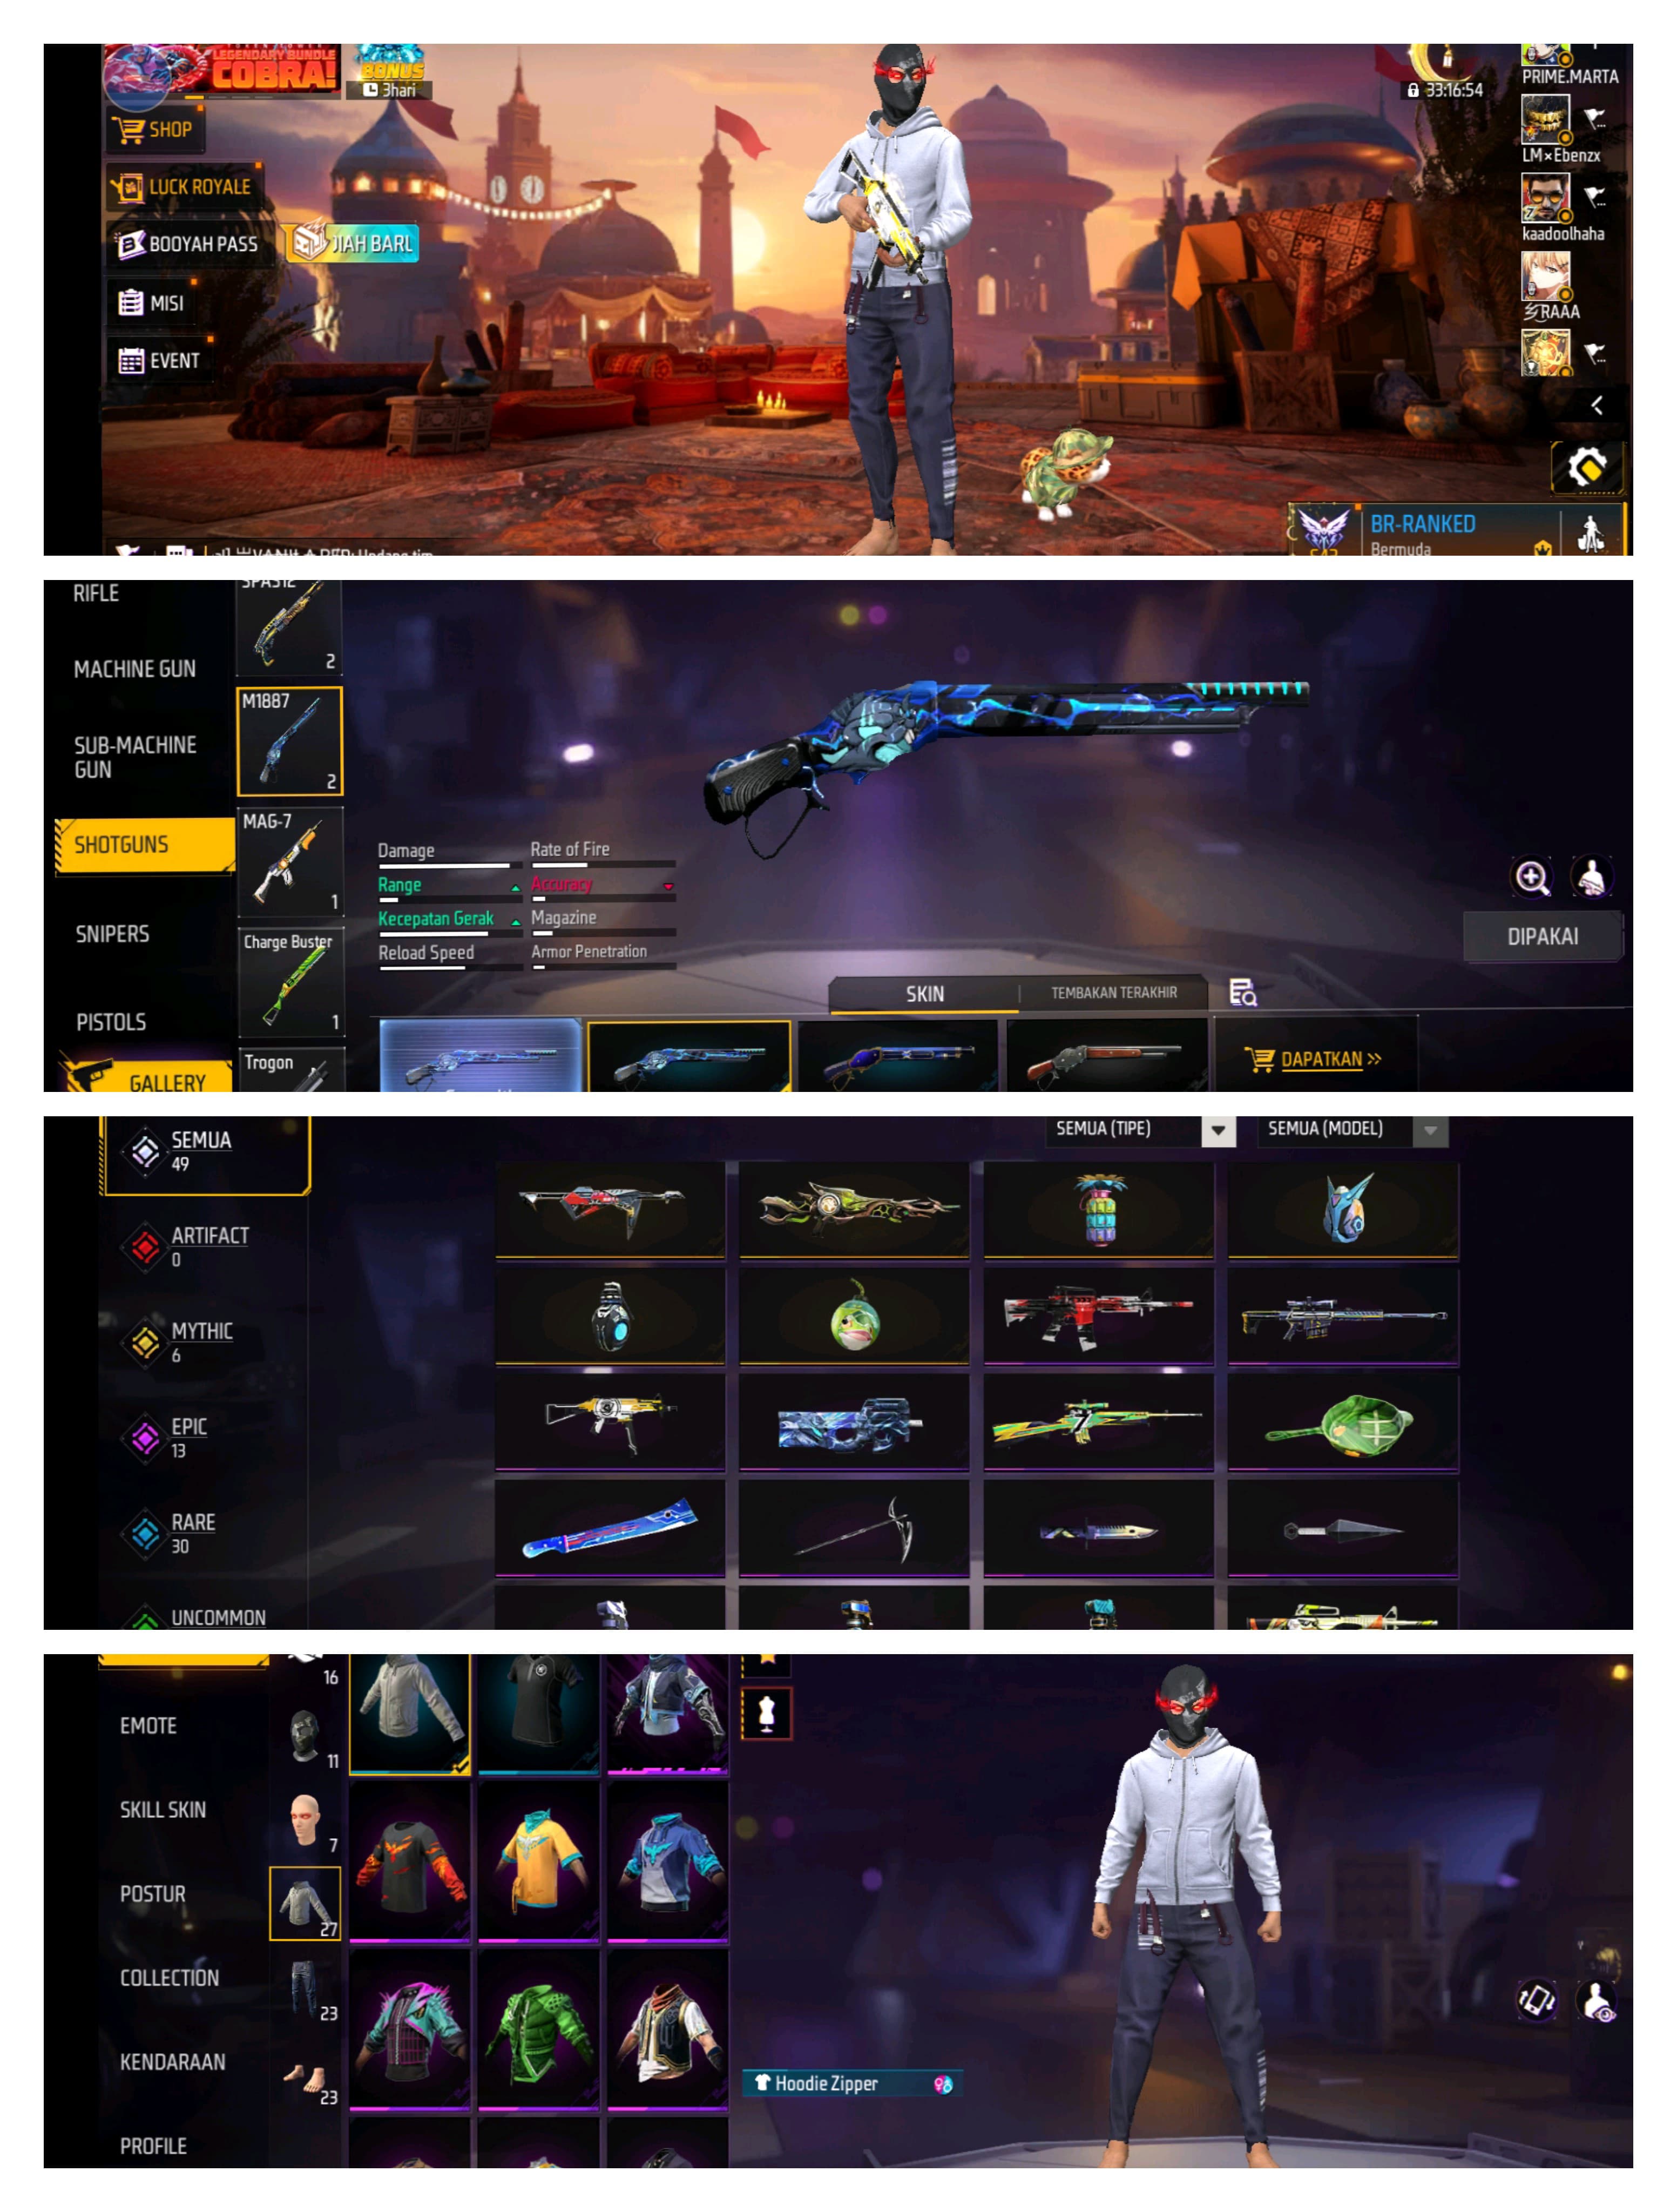 LEGENDARY BUNDLE
COBRA!
BONUS
3hari
33:16:54
PRIME.MARTA
SHOP
LM×Ebenzx
LUCK ROYALE
kaadoolhaha
BOOYAH PASS
JIAH BARL
MISI
RAAA
EVENT
BR-RANKED
Bermuda
RIFLE
SPAS12
2
MACHINE GUN
M1887
2
SUB-MACHINE
GUN
MAG-7
1
SHOTGUNS
Damage
Rate of Fire
Range
Accuracy
Kecepatan Gerak
Magazine
Reload Speed
Armor Penetration
SNIPERS
Charge Buster
1
DIPAKAI
SKIN
TEMBAKAN TERAKHIR
PISTOLS
Trogon
GALLERY
DAPATKAN >>
SEMUA
49
SEMUA (TIPE)
SEMUA (MODEL)
ARTIFACT
0
MYTHIC
6
EPIC
13
RARE
30
UNCOMMON
16
EMOTE
11
SKILL SKIN
7
POSTUR
27
COLLECTION
23
KENDARAAN
23
Hoodie Zipper
PROFILE